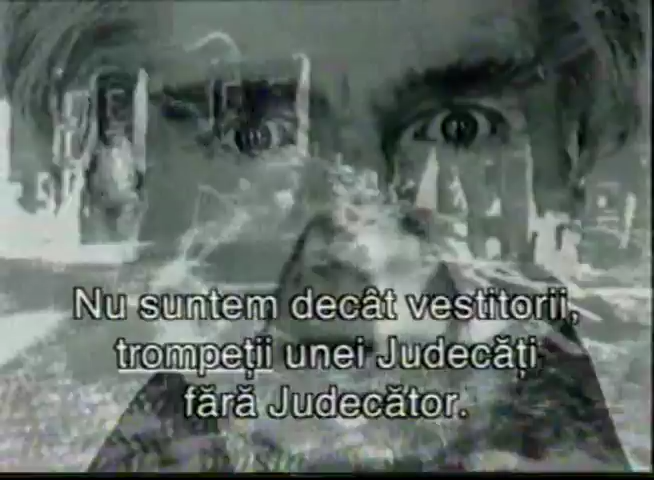 Nu suntem decât vestitorii,
trompeții unei Judecăți
fără Judecător.